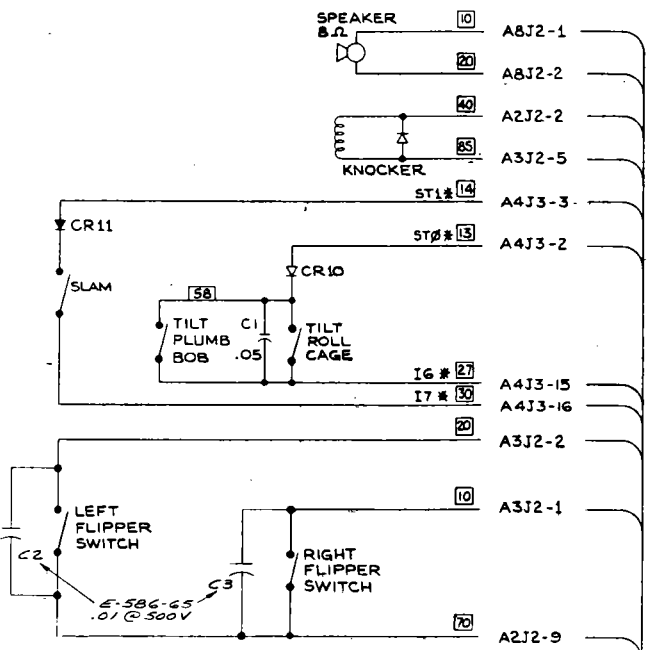 SPEAKER
8Ω
10 A8J2-1
20 A8J2-2
40 A2J2-2
85 A3J2-5
KNOCKER
ST1* 14 A4J3-3
CR11
STØ* 13 A4J3-2
CR10
SLAM
58
TILT
PLUMB
BOB
C1
.05
TILT
ROLL
CAGE
I6 * 27 A4J3-15
I7 * 30 A4J3-16
20 A3J2-2
10 A3J2-1
LEFT
FLIPPER
SWITCH
C2
C3
RIGHT
FLIPPER
SWITCH
E-586-65
.01 @ 500V
70 A2J2-9